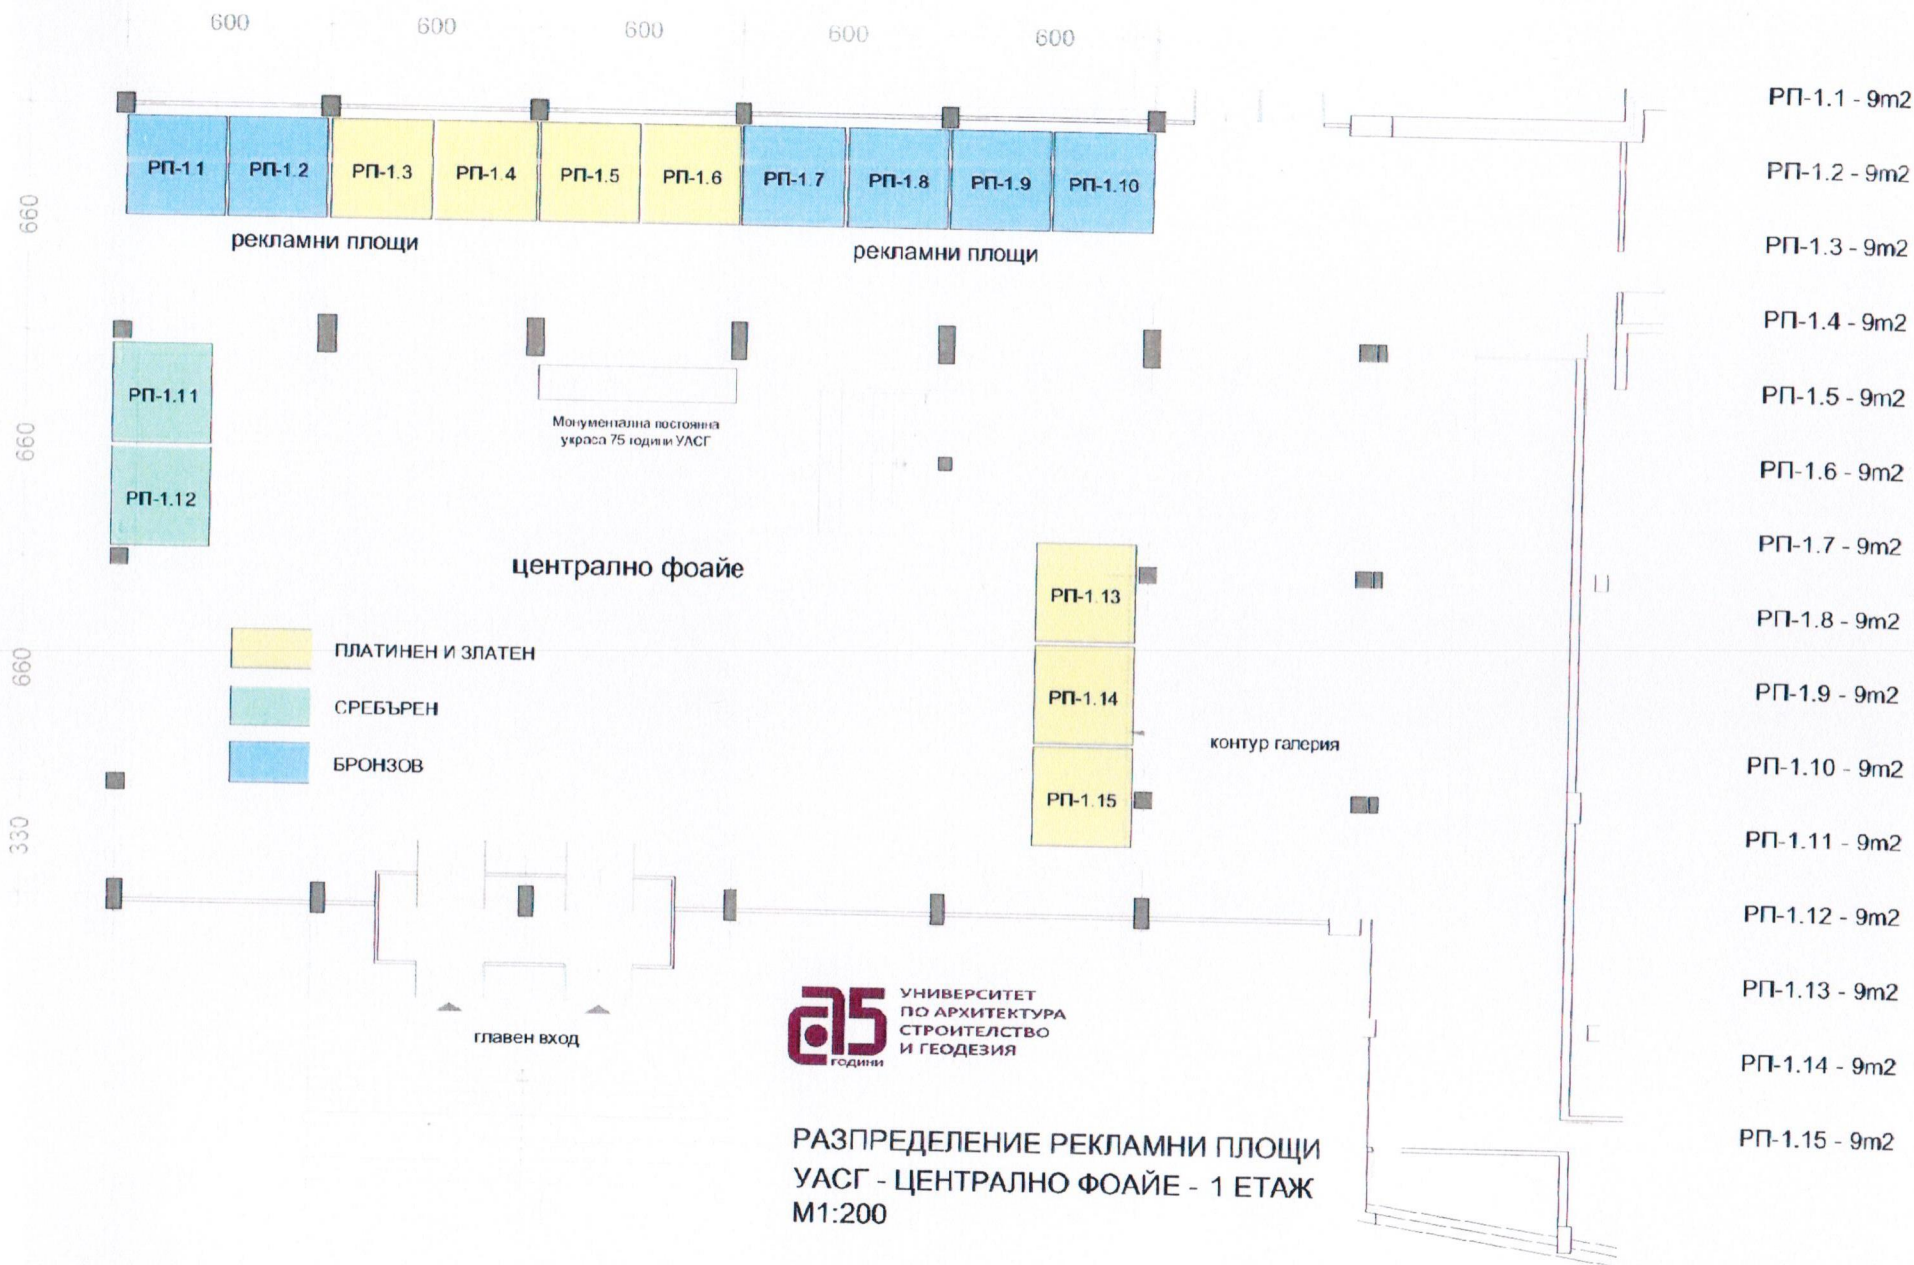 600
600
600
600
600
РП-1.1
РП-1.2
РП-1.3
РП-1.4
РП-1.5
РП-1.6
РП-1.7
РП-1.8
РП-1.9
РП-1.10
рекламни площи
рекламни площи
660
660
660
330
РП-1.11
РП-1.12
Монументална постоянна
украса 75 години УАСГ
централно фоайе
ПЛАТИНЕН И ЗЛАТЕН
СРЕБЪРЕН
БРОНЗОВ
РП-1.13
РП-1.14
РП-1.15
контур галерия
главен вход
75
ГОДИНИ
УНИВЕРСИТЕТ
ПО АРХИТЕКТУРА
СТРОИТЕЛСТВО
И ГЕОДЕЗИЯ
РАЗПРЕДЕЛЕНИЕ РЕКЛАМНИ ПЛОЩИ
УАСГ - ЦЕНТРАЛНО ФОАЙЕ - 1 ЕТАЖ
М1:200
РП-1.1 - 9m2
РП-1.2 - 9m2
РП-1.3 - 9m2
РП-1.4 - 9m2
РП-1.5 - 9m2
РП-1.6 - 9m2
РП-1.7 - 9m2
РП-1.8 - 9m2
РП-1.9 - 9m2
РП-1.10 - 9m2
РП-1.11 - 9m2
РП-1.12 - 9m2
РП-1.13 - 9m2
РП-1.14 - 9m2
РП-1.15 - 9m2